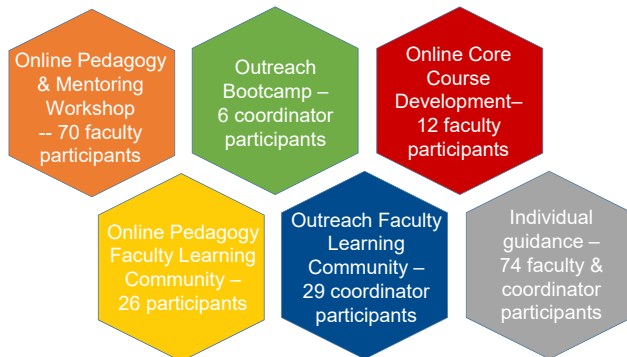 Online Pedagogy
& Mentoring
Workshop
-- 70 faculty
participants
Outreach
Bootcamp –
6 coordinator
participants
Online Core
Course
Development–
12 faculty
participants
Online Pedagogy
Faculty Learning
Community –
26 participants
Outreach Faculty
Learning
Community –
29 coordinator
participants
Individual
guidance –
74 faculty &
coordinator
participants